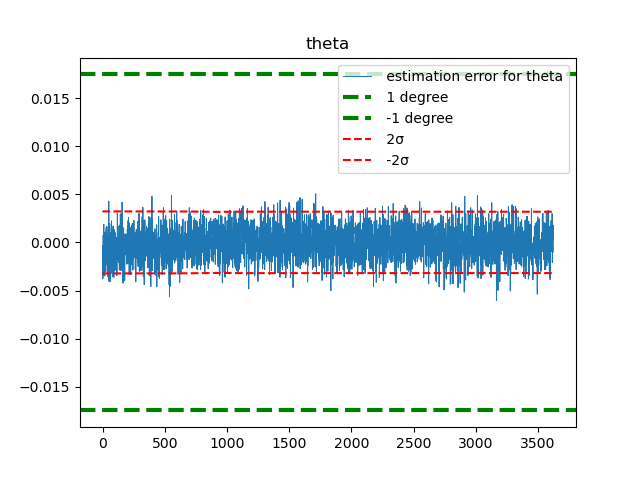 theta
estimation error for theta
1 degree
-1 degree
2σ
-2σ
0.015
0.010
0.005
0.000
−0.005
−0.010
−0.015
0 500 1000 1500 2000 2500 3000 3500